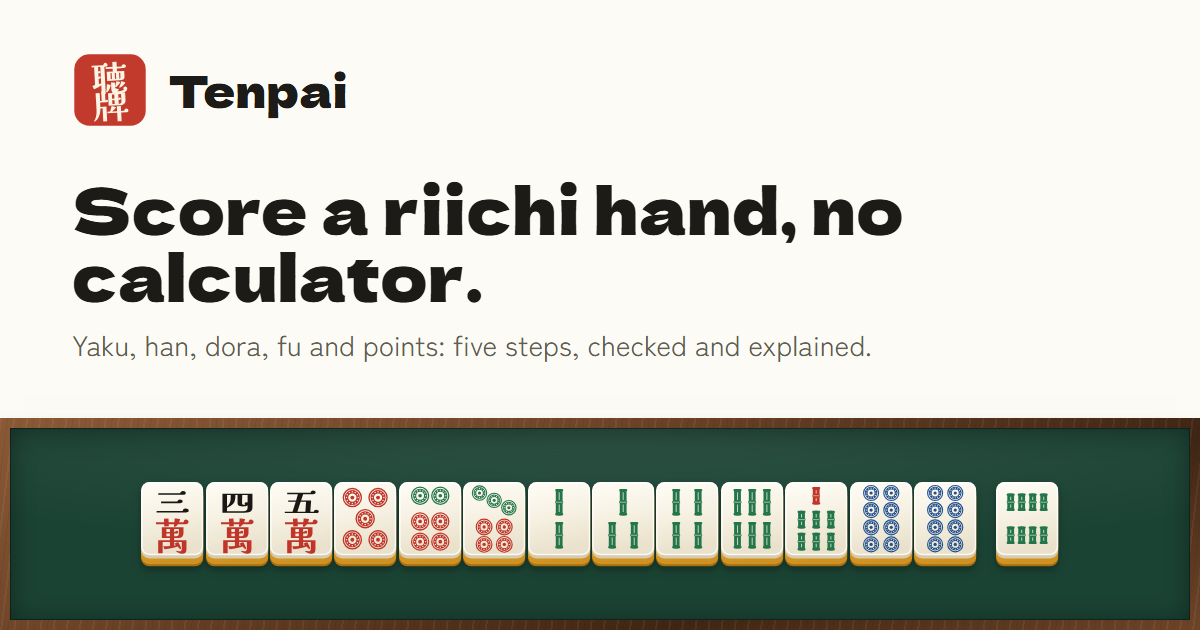 聴牌
Tenpai
Score a riichi hand, no
calculator.
Yaku, han, dora, fu and points: five steps, checked and explained.
三萬 四萬 五萬